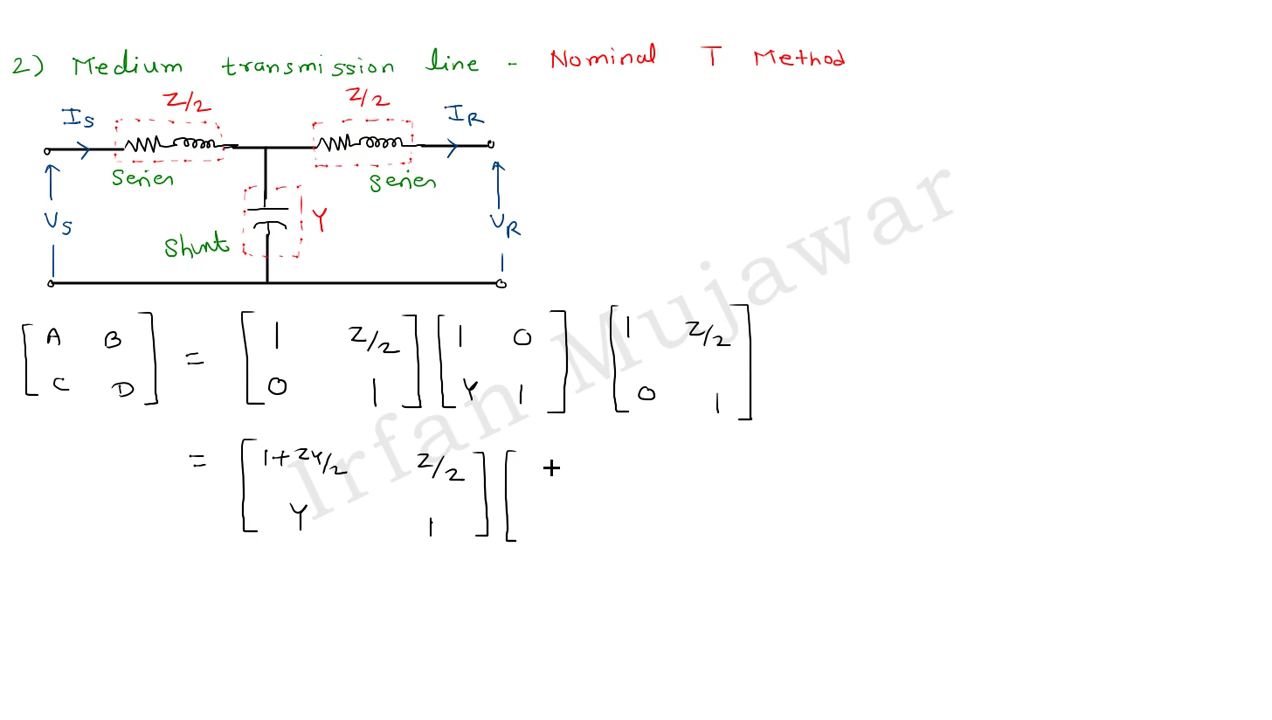 2) Medium transmission line - Nominal T Method
Z/2 Z/2
IS IR
Series Series
VS Y VR
Shunt
[A B] = [1 Z/2] [1 0] [1 Z/2]
[C D] [0 1] [Y 1] [0 1]
= [1+ZY/2 Z/2] [
[Y 1]
Irfan Mujawar